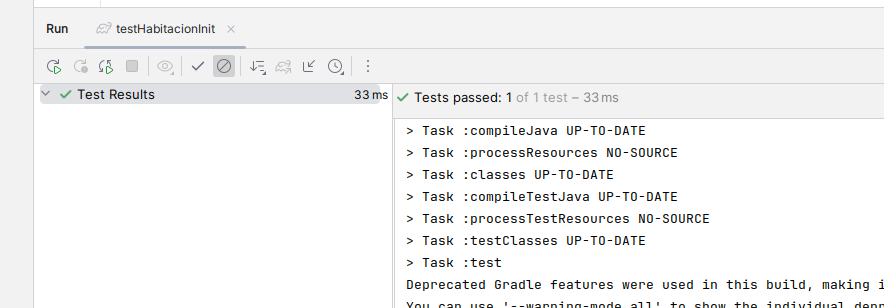 Run testHabitacionInit
Test Results 33 ms
Tests passed: 1 of 1 test – 33 ms
> Task :compileJava UP-TO-DATE
> Task :processResources NO-SOURCE
> Task :classes UP-TO-DATE
> Task :compileTestJava UP-TO-DATE
> Task :processTestResources NO-SOURCE
> Task :testClasses UP-TO-DATE
> Task :test
Deprecated Gradle features were used in this build, making
You can use '--warning-mode all' to show the individual